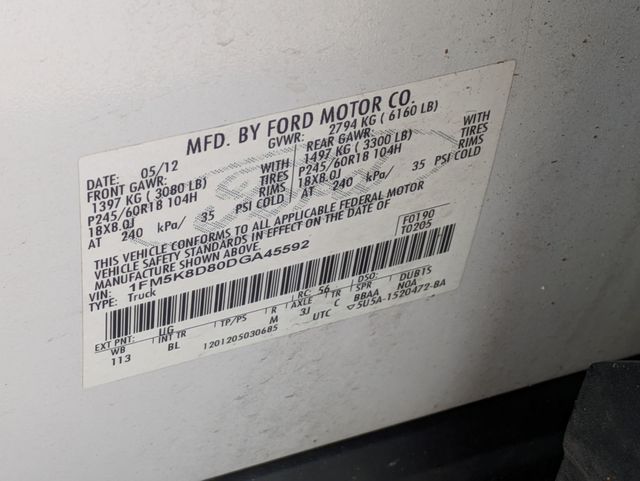 MFD. BY FORD MOTOR CO.
DATE: 05/12 GVWR: 2794 KG ( 6160 LB)
FRONT GAWR: WITH REAR GAWR: WITH
1397 KG ( 3080 LB) TIRES 1497 KG ( 3300 LB) TIRES
P245/60R18 104H RIMS P245/60R18 104H RIMS
18X8.0J 18X8.0J
AT 240 kPa/ 35 PSI COLD AT 240 kPa/ 35 PSI COLD
THIS VEHICLE CONFORMS TO ALL APPLICABLE FEDERAL MOTOR
VEHICLE SAFETY STANDARDS IN EFFECT ON THE DATE OF
MANUFACTURE SHOWN ABOVE.
VIN: 1FM5K8D80DGA45592 F0190
TYPE: Truck T0205
EXT PNT: UG RC: 56 DSO: DUB15
WB INT TR TP/PS R AXLE TR SPR N0A
113 BL M 3J C BBAA
1201205030685 UTC ▽5U5A-1520472-BA